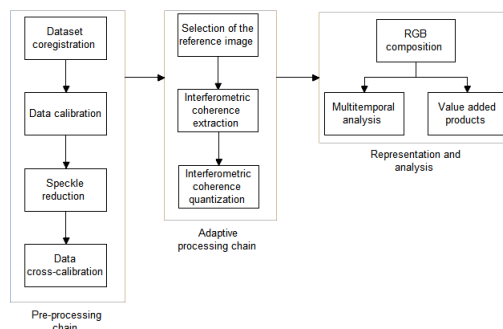 Dataset
coregistration
Data calibration
Speckle
reduction
Data
cross-calibration
Pre-processing
chain
Selection of the
reference image
Interferometric
coherence
extraction
Interferometric
coherence
quantization
Adaptive
processing chain
RGB
composition
Multitemporal
analysis
Value added
products
Representation and
analysis